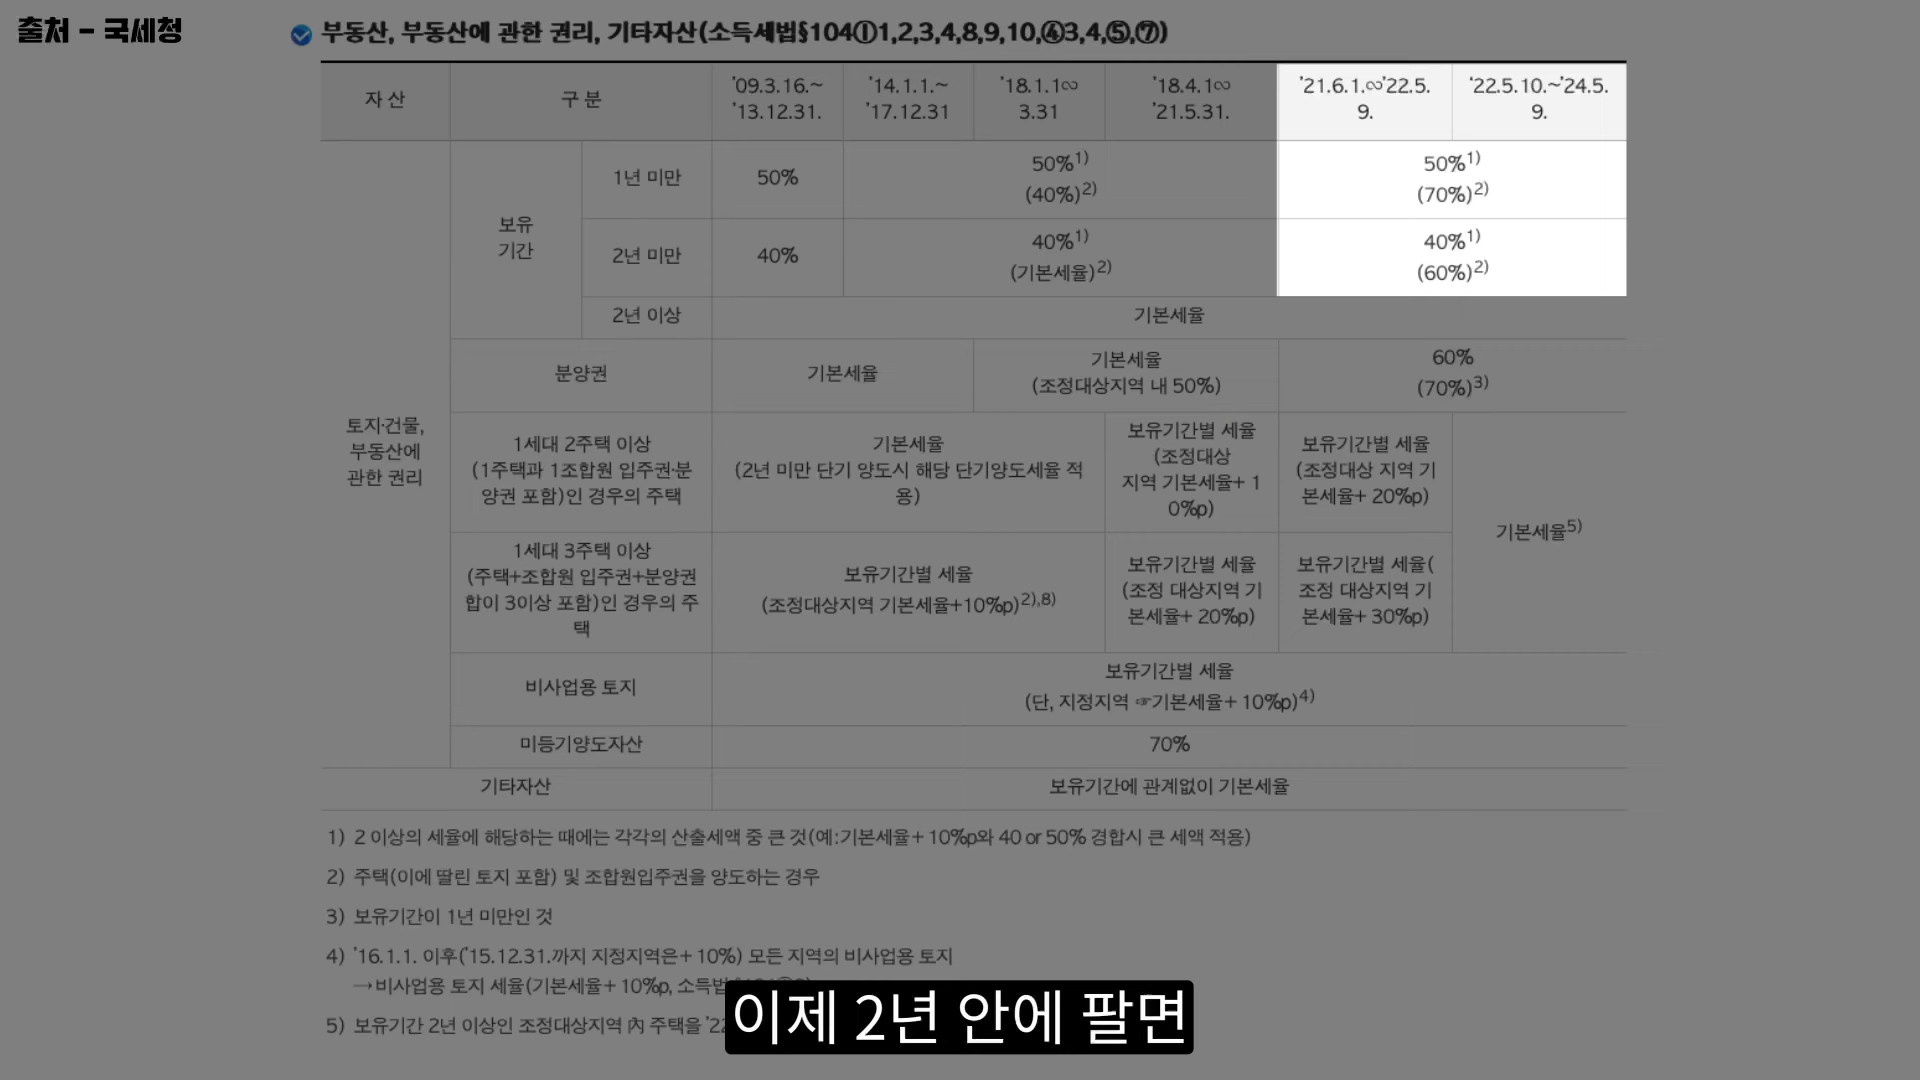 출처 - 국세청
부동산, 부동산에 관한 권리, 기타자산(소득세법§104①1,2,3,4,8,9,10,④3,4,⑤,⑦)
자 산
구 분
'09.3.16.~
'13.12.31.
'14.1.1.~
'17.12.31
'18.1.1∽
3.31
'18.4.1∽
'21.5.31.
'21.6.1.∽'22.5.
9.
'22.5.10.~'24.5.
9.
토지·건물,
부동산에
관한 권리
보유
기간
1년 미만
50%
50%1)
(40%)2)
50%1)
(70%)2)
2년 미만
40%
40%1)
(기본세율)2)
40%1)
(60%)2)
2년 이상
기본세율
분양권
기본세율
기본세율
(조정대상지역 내 50%)
60%
(70%)3)
1세대 2주택 이상
(1주택과 1조합원 입주권·분
양권 포함)인 경우의 주택
기본세율
(2년 미만 단기 양도시 해당 단기양도세율 적
용)
보유기간별 세율
(조정대상
지역 기본세율+ 1
0%p)
보유기간별 세율
(조정대상 지역 기
본세율+ 20%p)
기본세율5)
1세대 3주택 이상
(주택+조합원 입주권+분양권
합이 3이상 포함)인 경우의 주
택
보유기간별 세율
(조정대상지역 기본세율+10%p)2),8)
보유기간별 세율
(조정 대상지역 기
본세율+ 20%p)
보유기간별 세율(
조정 대상지역 기
본세율+ 30%p)
비사업용 토지
보유기간별 세율
(단, 지정지역 ☞기본세율+ 10%p)4)
미등기양도자산
70%
기타자산
보유기간에 관계없이 기본세율
1) 2 이상의 세율에 해당하는 때에는 각각의 산출세액 중 큰 것(예:기본세율+ 10%p와 40 or 50% 경합시 큰 세액 적용)
2) 주택(이에 딸린 토지 포함) 및 조합원입주권을 양도하는 경우
3) 보유기간이 1년 미만인 것
4) '16.1.1. 이후('15.12.31.까지 지정지역은+ 10%) 모든 지역의 비사업용 토지
→ 비사업용 토지 세율(기본세율+ 10%p, 소득법
5) 보유기간 2년 이상인 조정대상지역 內 주택을 '22
이제 2년 안에 팔면